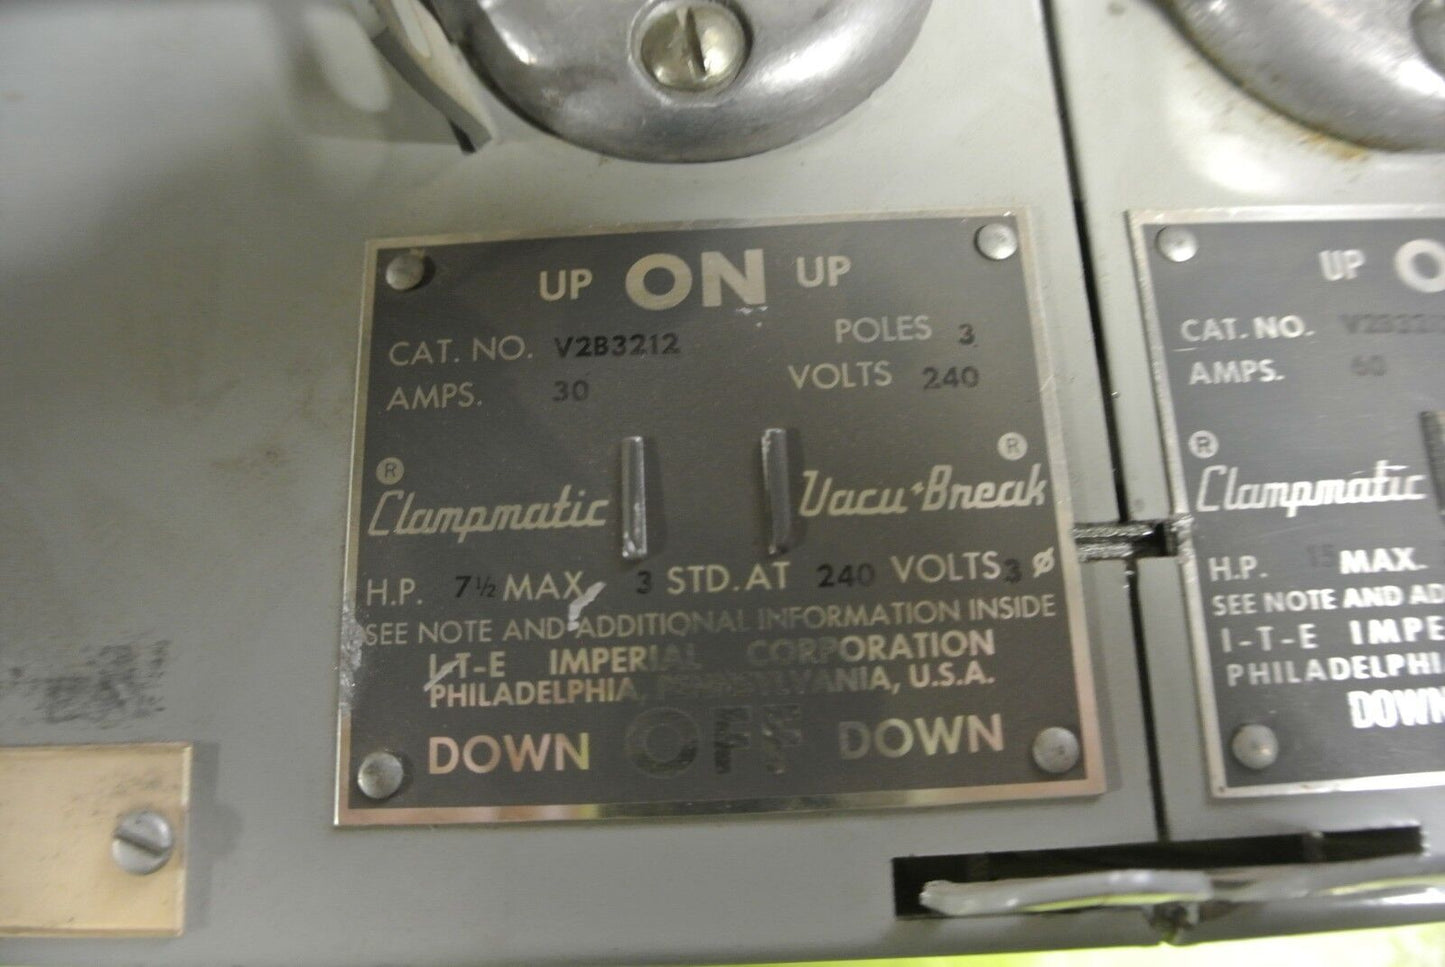 UP ON UP
CAT. NO. V2B3212 POLES 3
AMPS. 30 VOLTS 240
® ®
Clampmatic Vacu-Break
H.P. 7½ MAX. 3 STD. AT 240 VOLTS 3 Ø
SEE NOTE AND ADDITIONAL INFORMATION INSIDE
I-T-E IMPERIAL CORPORATION
PHILADELPHIA, PENNSYLVANIA, U.S.A.
DOWN OFF DOWN
UP
CAT. NO.
AMPS. 60
®
Clampmatic
H.P. 15 MAX.
SEE NOTE AND AD
I-T-E IMPE
PHILADELPHI
DOWN